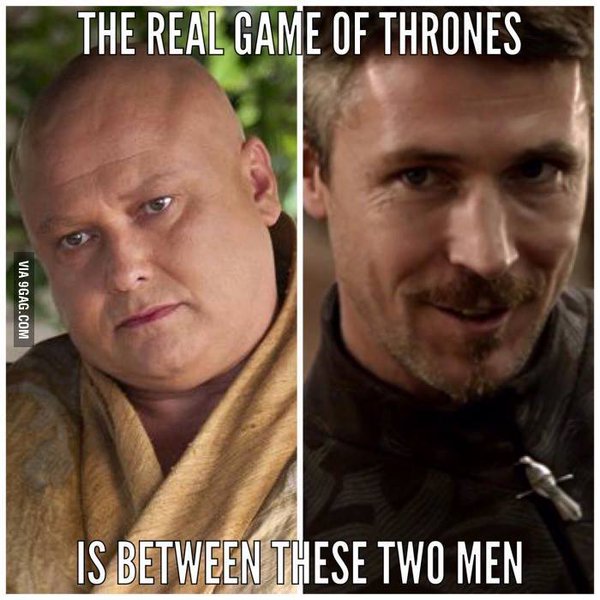 THE REAL GAME OF THRONES
VIA 9GAG.COM
IS BETWEEN THESE TWO MEN